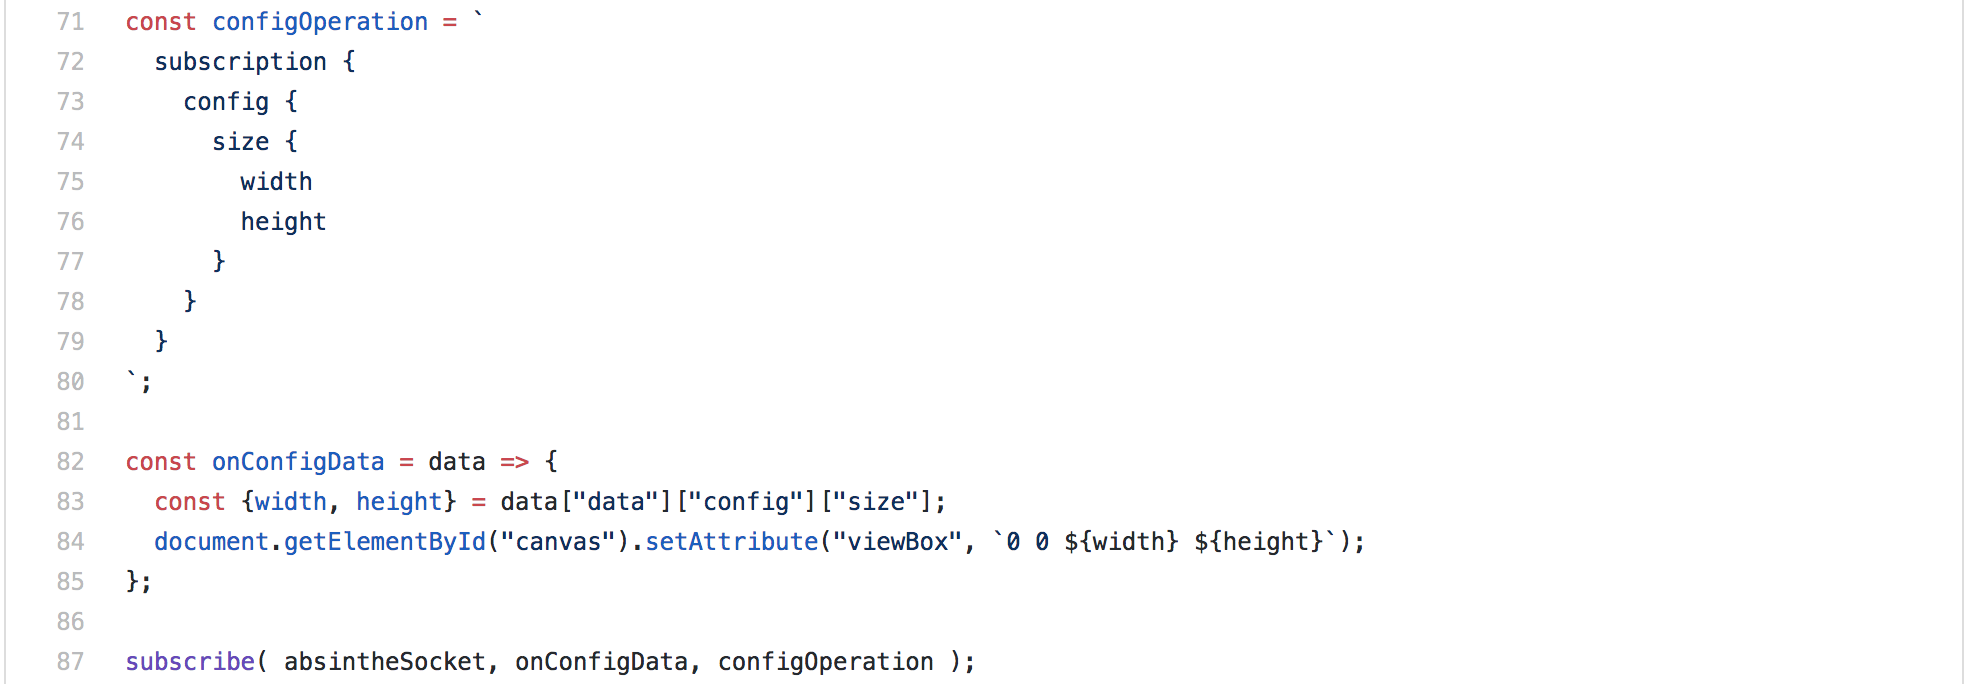 71 const configOperation = `
72   subscription {
73     config {
74       size {
75         width
76         height
77       }
78     }
79   }
80 `;
81
82 const onConfigData = data => {
83   const {width, height} = data["data"]["config"]["size"];
84   document.getElementById("canvas").setAttribute("viewBox", `0 0 ${width} ${height}`);
85 };
86
87 subscribe( absintheSocket, onConfigData, configOperation );